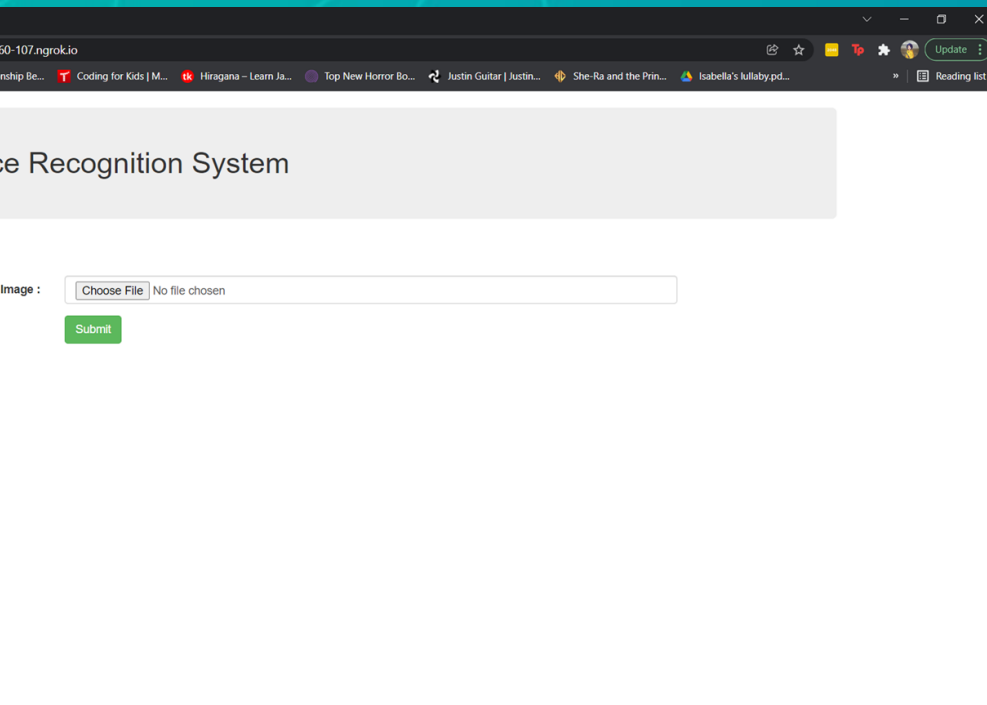 60-107.ngrok.io
Update
nship Be...
Coding for Kids | M...
tk
Hiragana – Learn Ja...
Top New Horror Bo...
Justin Guitar | Justin...
She-Ra and the Prin...
Isabella's lullaby.pd...
»
Reading list
ce Recognition System
Image :
Choose File No file chosen
Submit